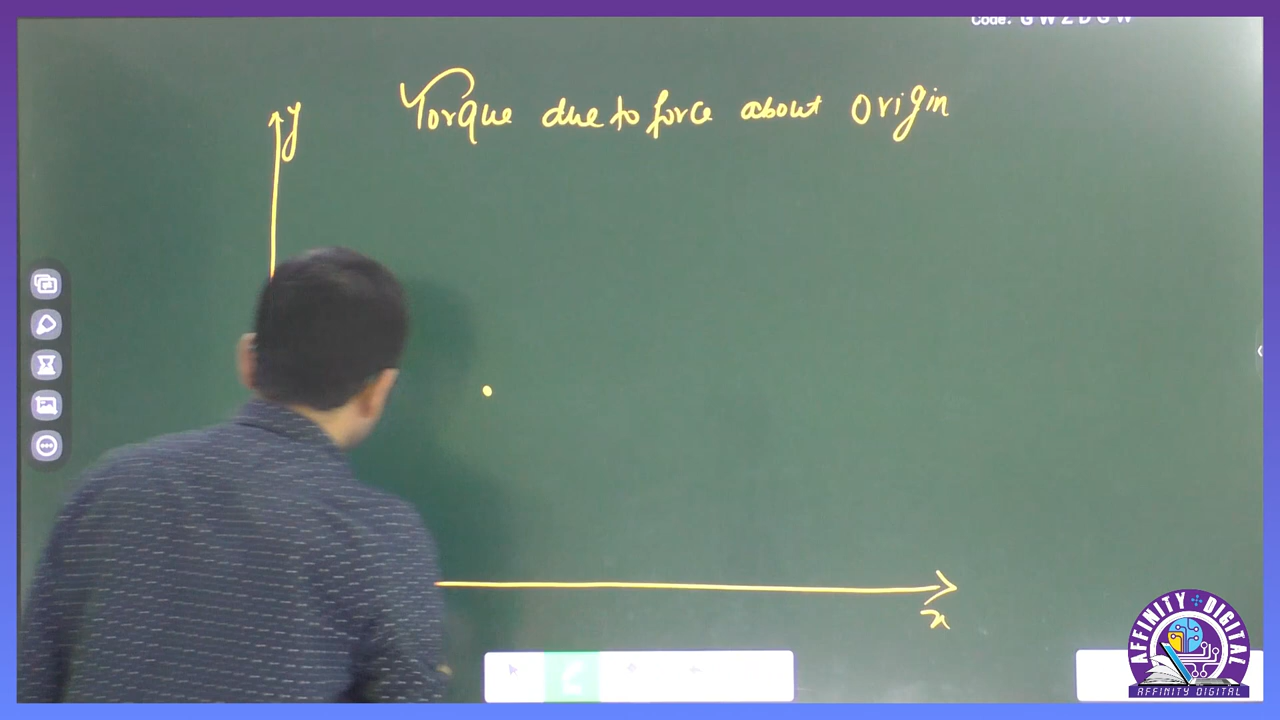 Torque due to force about origin
y
x
AFFINITY DIGITAL
AFFINITY DIGITAL